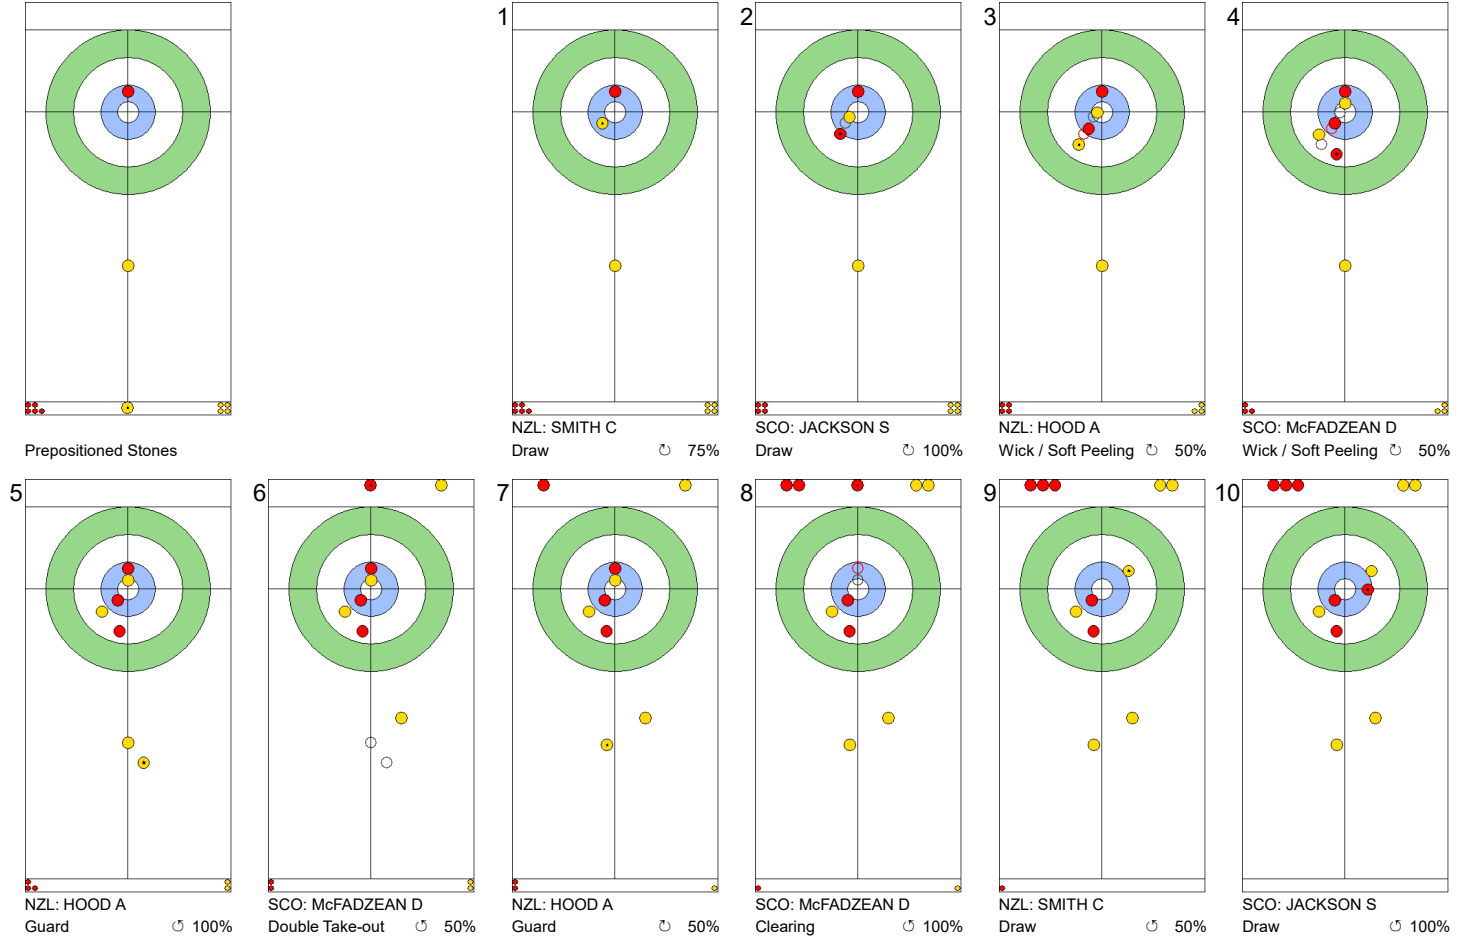 1
2
3
4
Prepositioned Stones
NZL: SMITH C
Draw ↻ 75%
SCO: JACKSON S
Draw ↻ 100%
NZL: HOOD A
Wick / Soft Peeling ↻ 50%
SCO: McFADZEAN D
Wick / Soft Peeling ↻ 50%
5
6
7
8
9
10
NZL: HOOD A
Guard ↺ 100%
SCO: McFADZEAN D
Double Take-out ↺ 50%
NZL: HOOD A
Guard ↻ 50%
SCO: McFADZEAN D
Clearing ↺ 100%
NZL: SMITH C
Draw ↺ 50%
SCO: JACKSON S
Draw ↺ 100%